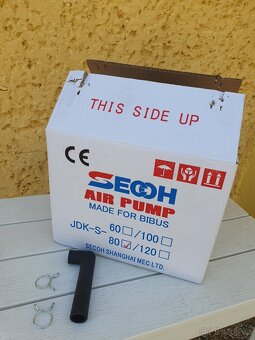 THIS SIDE UP
CE
SECOH
AIR PUMP
MADE FOR BIBUS
JDK-S- 60/100
80/120
SECOH SHANGHAI MEC LTD.